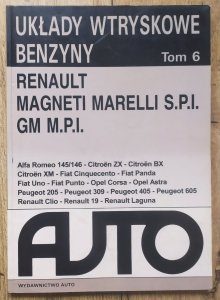 UKŁADY WTRYSKOWE
BENZYNY
Tom 6
RENAULT
MAGNETI MARELLI S.P.I.
GM M.P.I.
Alfa Romeo 145/146 - Citroën ZX - Citroën BX
Citroën XM - Fiat Cinquecento - Fiat Panda
Fiat Uno - Fiat Punto - Opel Corsa - Opel Astra
Peugeot 205 - Peugeot 309 - Peugeot 405 - Peugeot 605
Renault Clio - Renault 19 - Renault Laguna
AUTO
WYDAWNICTWO AUTO